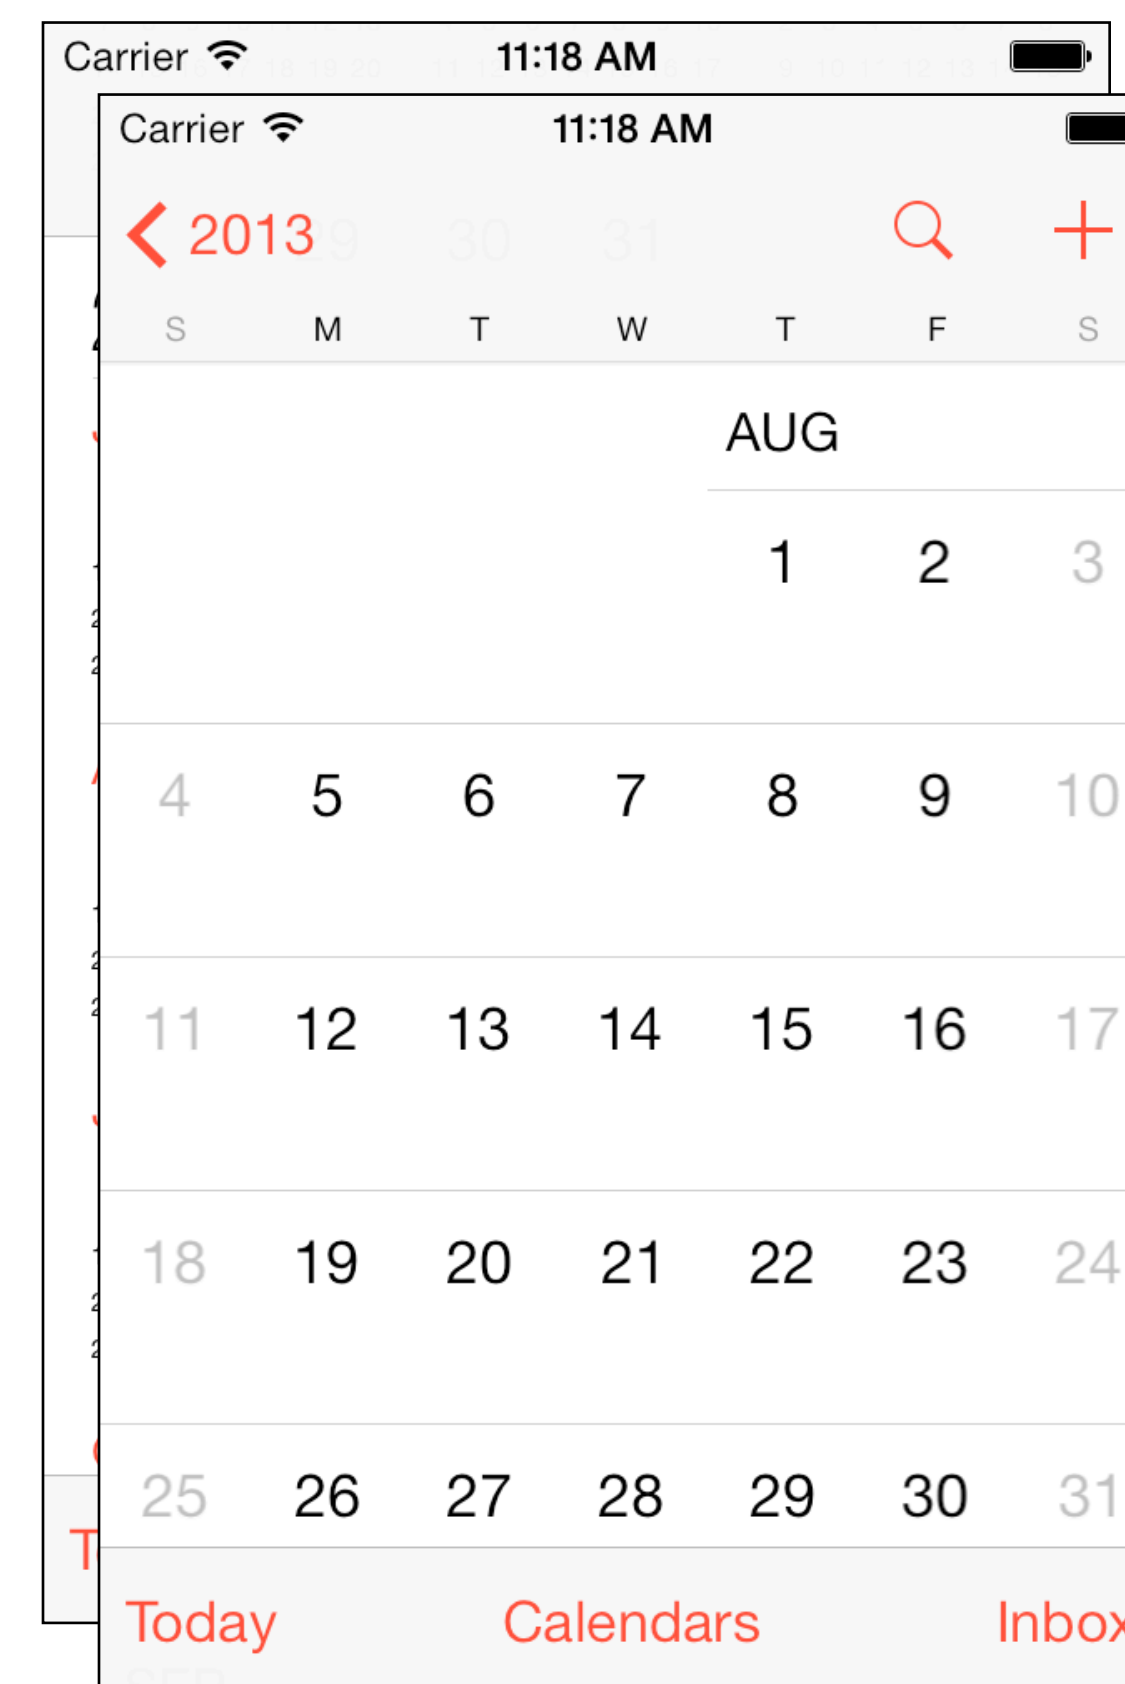 Carrier 11:18 AM
Carrier 11:18 AM
2013
S M T W T F S
AUG
1 2 3
4 5 6 7 8 9 10
11 12 13 14 15 16 17
18 19 20 21 22 23 24
25 26 27 28 29 30 31
Today Calendars Inbox